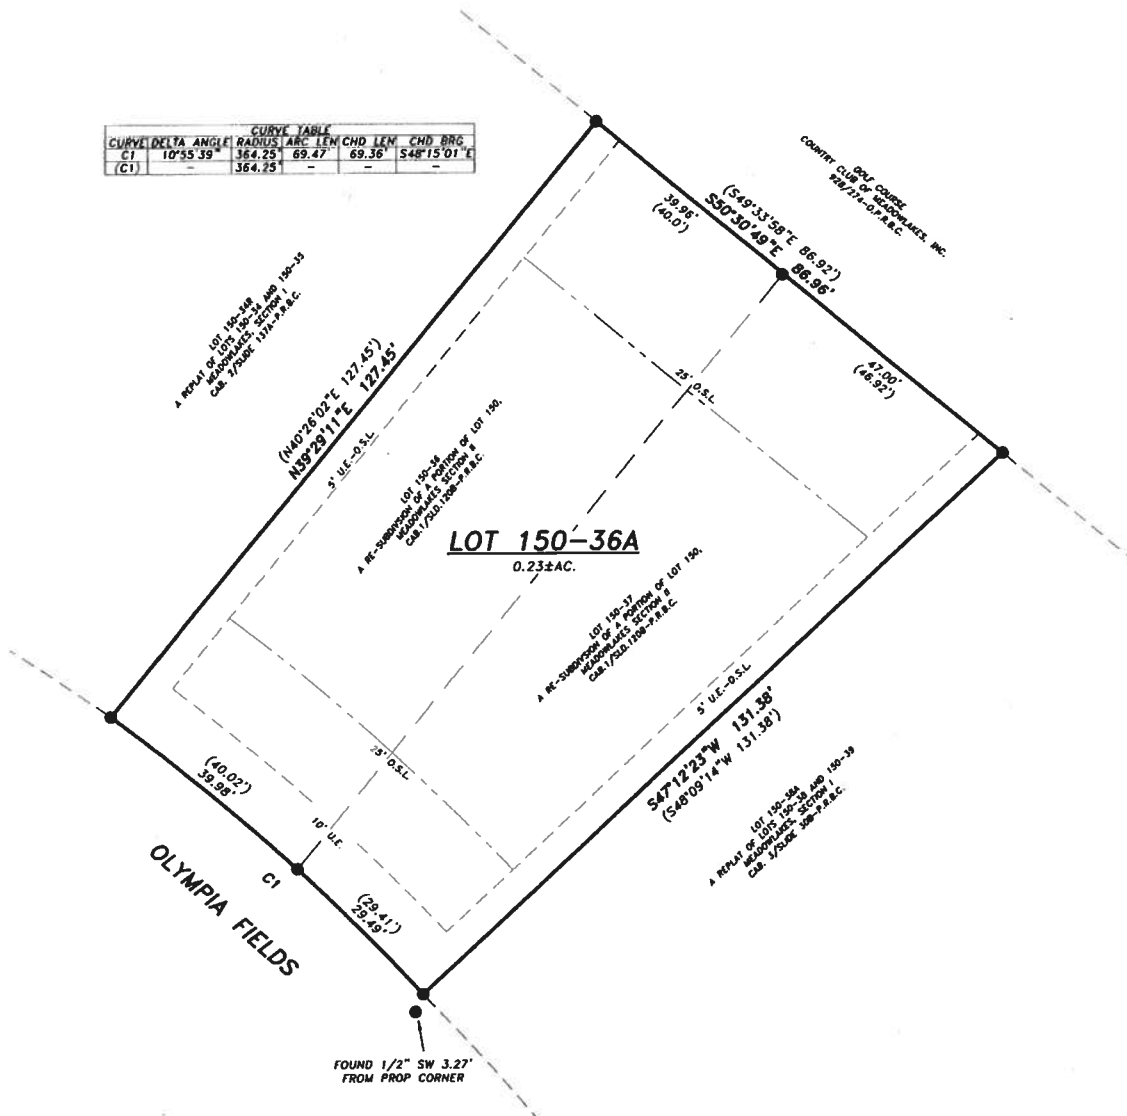 CURVE TABLE
CURVE DELTA ANGLE RADIUS ARC LEN CHD LEN CHD BRG
C1 10°55'39" 364.25' 69.47' 69.36' S48°15'01"E
(C1) - 364.25' - - -
GOLF COURSE
COUNTRY CLUB OF MEADOWLAKES, INC.
928/274-O.P.R.B.C.
(S49°33'58"E 86.92')
S50°30'49"E 86.96'
39.96'
(40.0')
47.00'
(46.92')
LOT 150-34R
A REPLAT OF LOTS 150-34 AND 150-35
MEADOWLAKES, SECTION I
CAB. 2/SLIDE 137A-P.R.B.C.
(N40°26'02"E 127.45')
N39°29'11"E 127.45'
5' U.E.-O.S.L.
25' O.S.L.
LOT 150-36
A RE-SUBDIVISION OF A PORTION OF LOT 150,
MEADOWLAKES SECTION II
CAB.1/SLD.120B-P.R.B.C.
LOT 150-36A
0.23±AC.
LOT 150-37
A RE-SUBDIVISION OF A PORTION OF LOT 150,
MEADOWLAKES SECTION II
CAB.1/SLD.120B-P.R.B.C.
5' U.E.-O.S.L.
S47°12'23"W 131.38'
(S48°09'14"W 131.38')
LOT 150-38A
A REPLAT OF LOTS 150-38 AND 150-39
MEADOWLAKES, SECTION I
CAB. 3/SLIDE 30B-P.R.B.C.
25' O.S.L.
(40.02')
39.98'
10' U.E.
C1
(29.41')
29.49'
OLYMPIA FIELDS
FOUND 1/2" SW 3.27'
FROM PROP CORNER